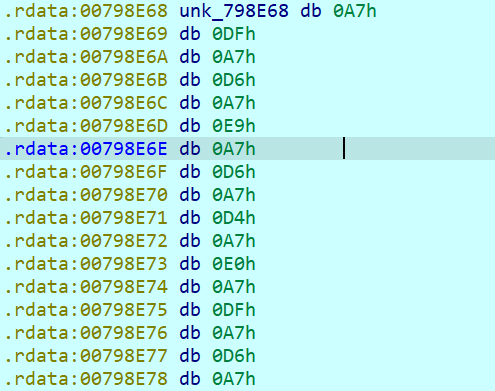 .rdata:00798E68 unk_798E68 db 0A7h
.rdata:00798E69 db 0DFh
.rdata:00798E6A db 0A7h
.rdata:00798E6B db 0D6h
.rdata:00798E6C db 0A7h
.rdata:00798E6D db 0E9h
.rdata:00798E6E db 0A7h
.rdata:00798E6F db 0D6h
.rdata:00798E70 db 0A7h
.rdata:00798E71 db 0D4h
.rdata:00798E72 db 0A7h
.rdata:00798E73 db 0E0h
.rdata:00798E74 db 0A7h
.rdata:00798E75 db 0DFh
.rdata:00798E76 db 0A7h
.rdata:00798E77 db 0D6h
.rdata:00798E78 db 0A7h